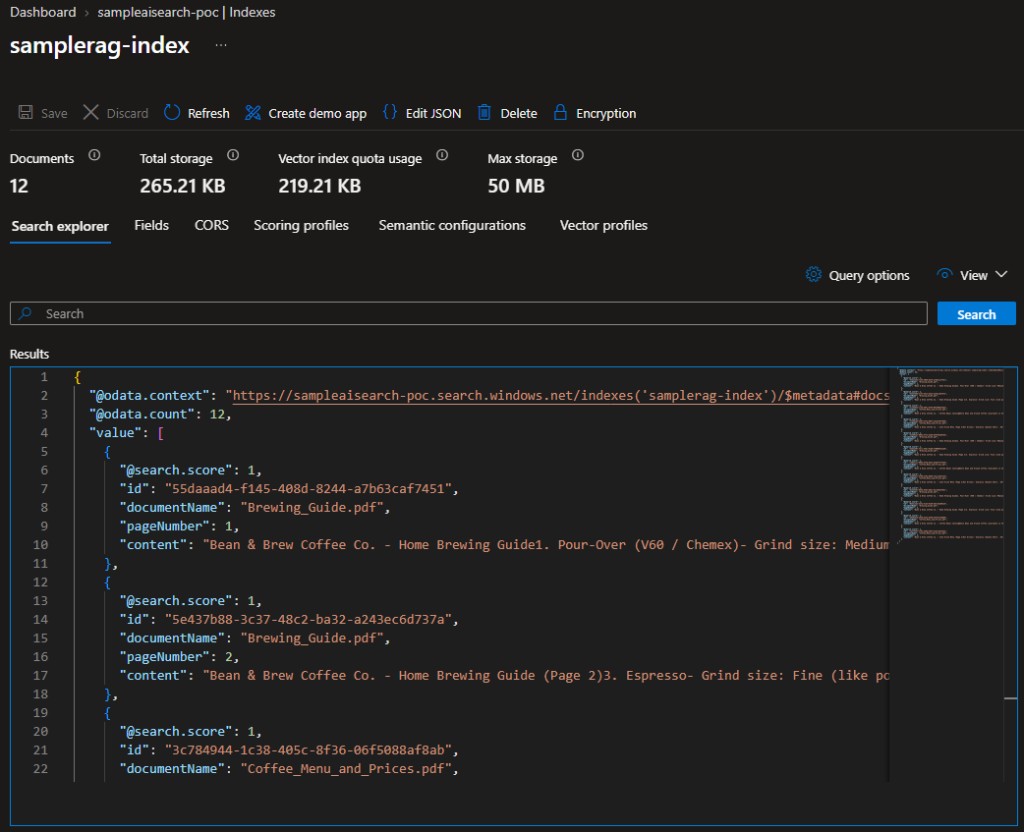 Dashboard › sampleaisearch-poc | Indexes
samplerag-index ...
Save Discard Refresh Create demo app {} Edit JSON Delete Encryption
Documents Total storage Vector index quota usage Max storage
12 265.21 KB 219.21 KB 50 MB
Search explorer Fields CORS Scoring profiles Semantic configurations Vector profiles
Query options View
Search Search
Results
1 {
2 "@odata.context": "https://sampleaisearch-poc.search.windows.net/indexes('samplerag-index')/$metadata#docs
3 "@odata.count": 12,
4 "value": [
5 {
6 "@search.score": 1,
7 "id": "55daaad4-f145-408d-8244-a7b63caf7451",
8 "documentName": "Brewing_Guide.pdf",
9 "pageNumber": 1,
10 "content": "Bean & Brew Coffee Co. - Home Brewing Guide1. Pour-Over (V60 / Chemex)- Grind size: Medium
11 },
12 {
13 "@search.score": 1,
14 "id": "5e437b88-3c37-48c2-ba32-a243ec6d737a",
15 "documentName": "Brewing_Guide.pdf",
16 "pageNumber": 2,
17 "content": "Bean & Brew Coffee Co. - Home Brewing Guide (Page 2)3. Espresso- Grind size: Fine (like po
18 },
19 {
20 "@search.score": 1,
21 "id": "3c784944-1c38-405c-8f36-06f5088af8ab",
22 "documentName": "Coffee_Menu_and_Prices.pdf",